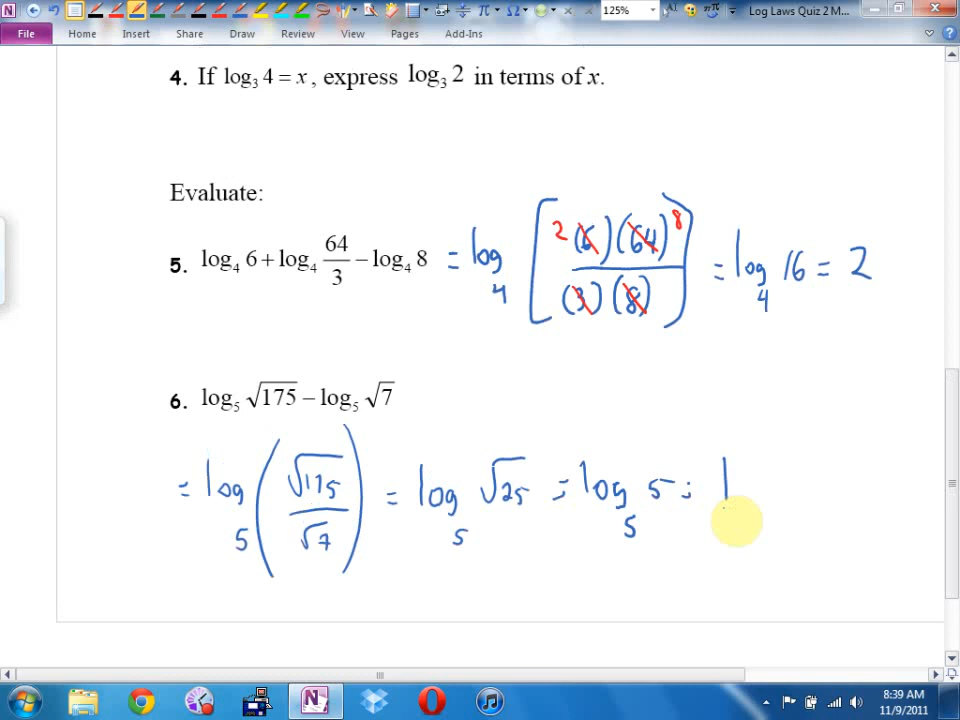 125%
Log Laws Quiz 2 M...
File Home Insert Share Draw Review View Pages Add-Ins
4. If log₃ 4 = x, express log₃ 2 in terms of x.
Evaluate:
5. log₄ 6 + log₄ 64/3 − log₄ 8 = log₄ [2 (6)(64) 8 / (3)(8)] = log₄ 16 = 2
6. log₅ √175 − log₅ √7
= log₅ (√175 / √7) = log₅ √25 = log₅ 5 = 1
8:39 AM
11/9/2011